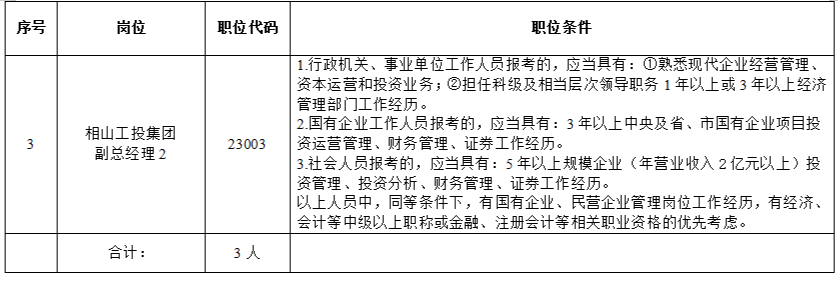 序号 岗位 职位代码 职位条件
3
相山工投集团
副总经理2
23003
1.行政机关、事业单位工作人员报考的，应当具有：①熟悉现代企业经营管理、
资本运营和投资业务；②担任科级及相当层次领导职务1年以上或3年以上经济
管理部门工作经历。
2.国有企业工作人员报考的，应当具有：3年以上中央及省、市国有企业项目投
资运营管理、财务管理、证券工作经历。
3.社会人员报考的，应当具有：5年以上规模企业（年营业收入2亿元以上）投
资管理、投资分析、财务管理、证券工作经历。
以上人员中，同等条件下，有国有企业、民营企业管理岗位工作经历，有经济、
会计等中级以上职称或金融、注册会计等相关职业资格的优先考虑。
合计： 3人